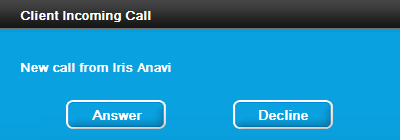 Client Incoming Call
New call from Iris Anavi
Answer Decline